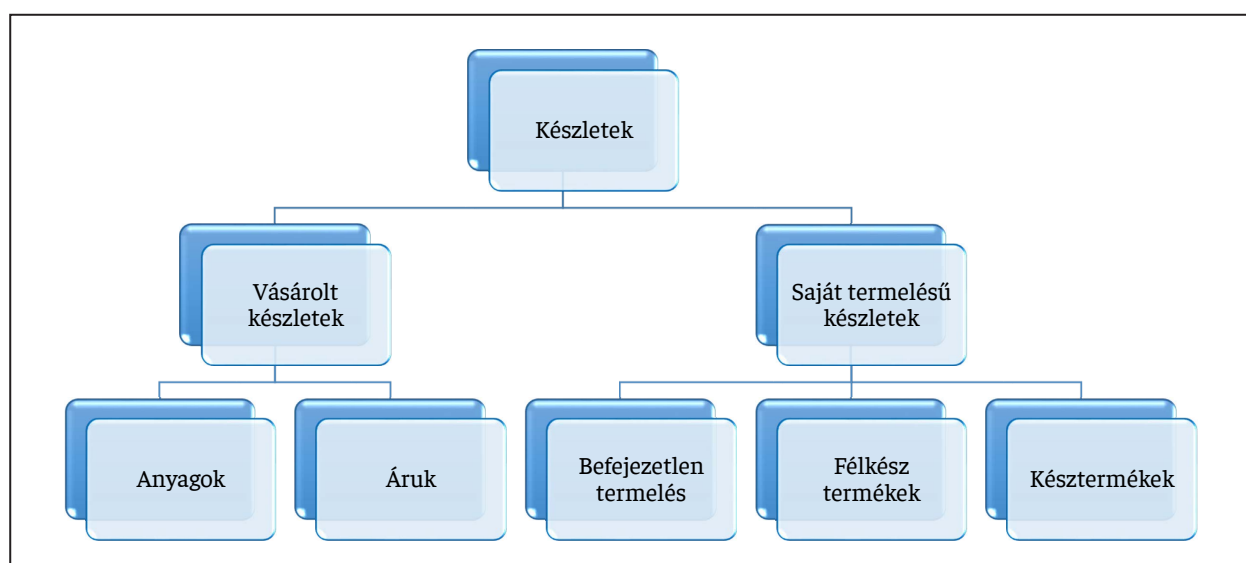 Készletek
Vásárolt
készletek
Saját termelésű
készletek
Anyagok
Áruk
Befejezetlen
termelés
Félkész
termékek
Késztermékek